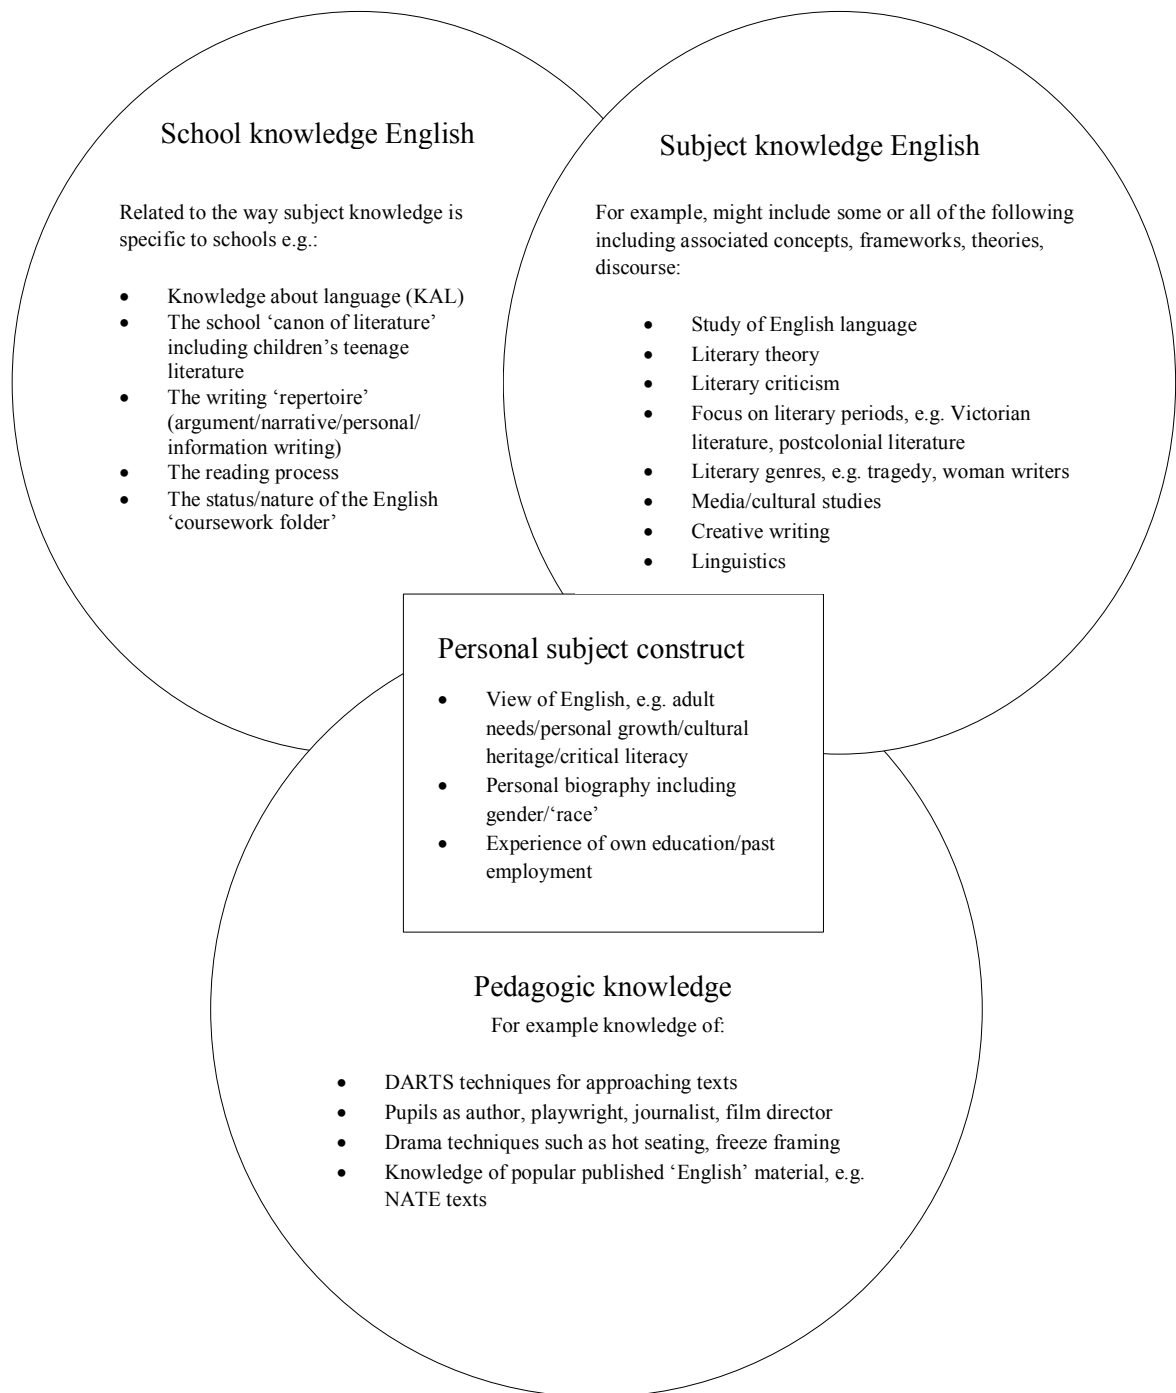 School knowledge English
Related to the way subject knowledge is
specific to schools e.g.:
• Knowledge about language (KAL)
• The school ‘canon of literature’
including children’s teenage
literature
• The writing ‘repertoire’
(argument/narrative/personal/
information writing)
• The reading process
• The status/nature of the English
‘coursework folder’
Subject knowledge English
For example, might include some or all of the following
including associated concepts, frameworks, theories,
discourse:
• Study of English language
• Literary theory
• Literary criticism
• Focus on literary periods, e.g. Victorian
literature, postcolonial literature
• Literary genres, e.g. tragedy, woman writers
• Media/cultural studies
• Creative writing
• Linguistics
Personal subject construct
• View of English, e.g. adult
needs/personal growth/cultural
heritage/critical literacy
• Personal biography including
gender/‘race’
• Experience of own education/past
employment
Pedagogic knowledge
For example knowledge of:
• DARTS techniques for approaching texts
• Pupils as author, playwright, journalist, film director
• Drama techniques such as hot seating, freeze framing
• Knowledge of popular published ‘English’ material, e.g.
NATE texts